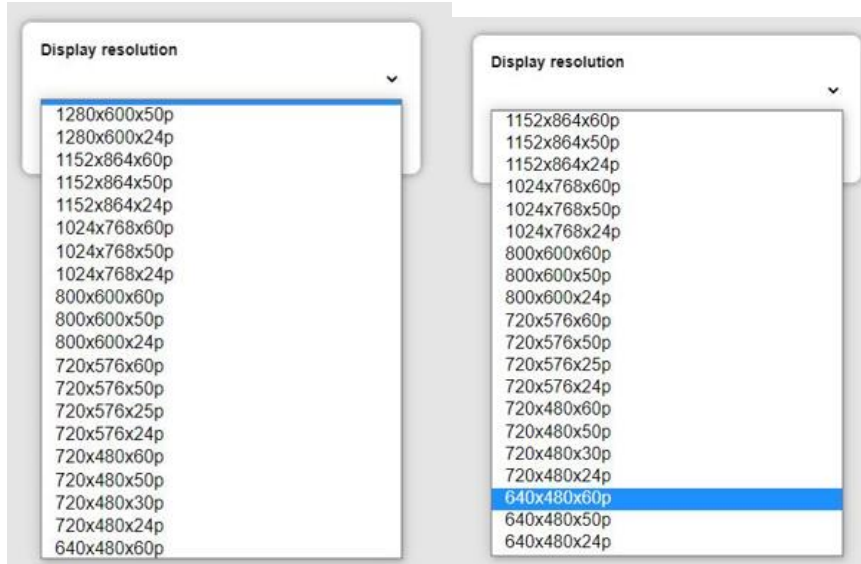 Display resolution
1280x600x50p
1280x600x24p
1152x864x60p
1152x864x50p
1152x864x24p
1024x768x60p
1024x768x50p
1024x768x24p
800x600x60p
800x600x50p
800x600x24p
720x576x60p
720x576x50p
720x576x25p
720x576x24p
720x480x60p
720x480x50p
720x480x30p
720x480x24p
640x480x60p
Display resolution
1152x864x60p
1152x864x50p
1152x864x24p
1024x768x60p
1024x768x50p
1024x768x24p
800x600x60p
800x600x50p
800x600x24p
720x576x60p
720x576x50p
720x576x25p
720x576x24p
720x480x60p
720x480x50p
720x480x30p
720x480x24p
640x480x60p
640x480x50p
640x480x24p